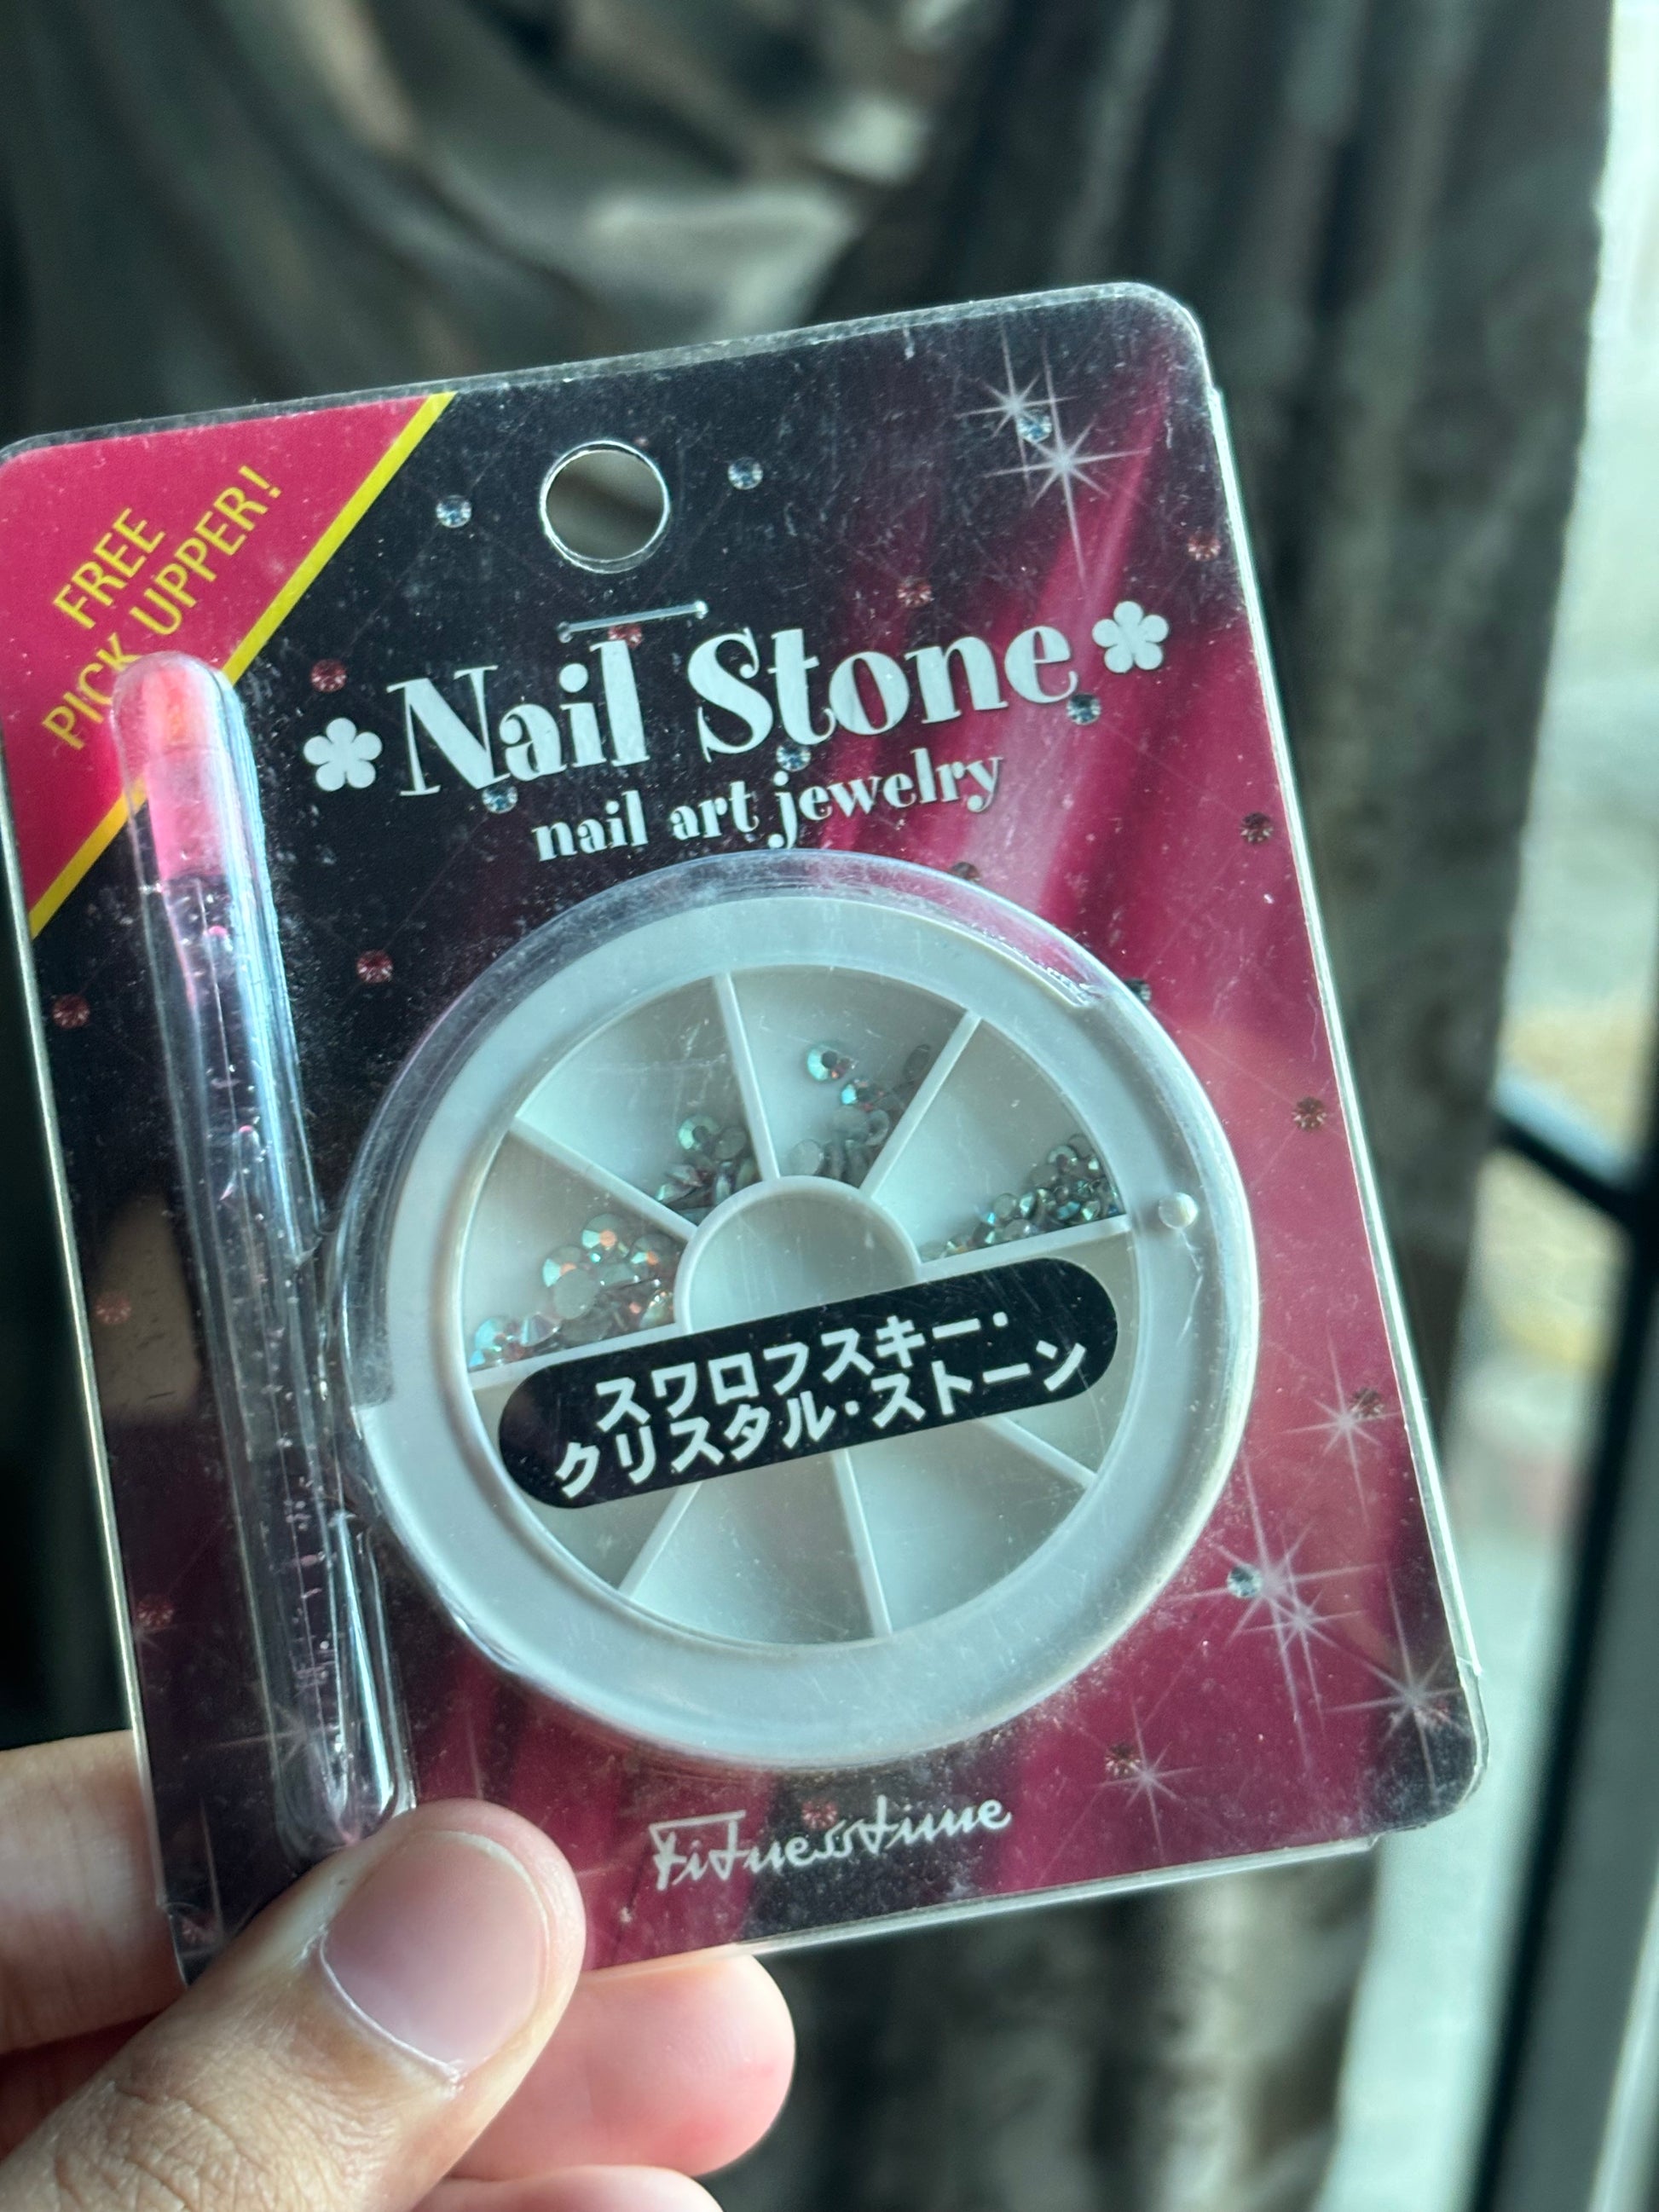 FREE
PICK UPPER!
Nail Stone
nail art jewelry
スワロフスキー・
クリスタル・ストーン
Fitnesstime